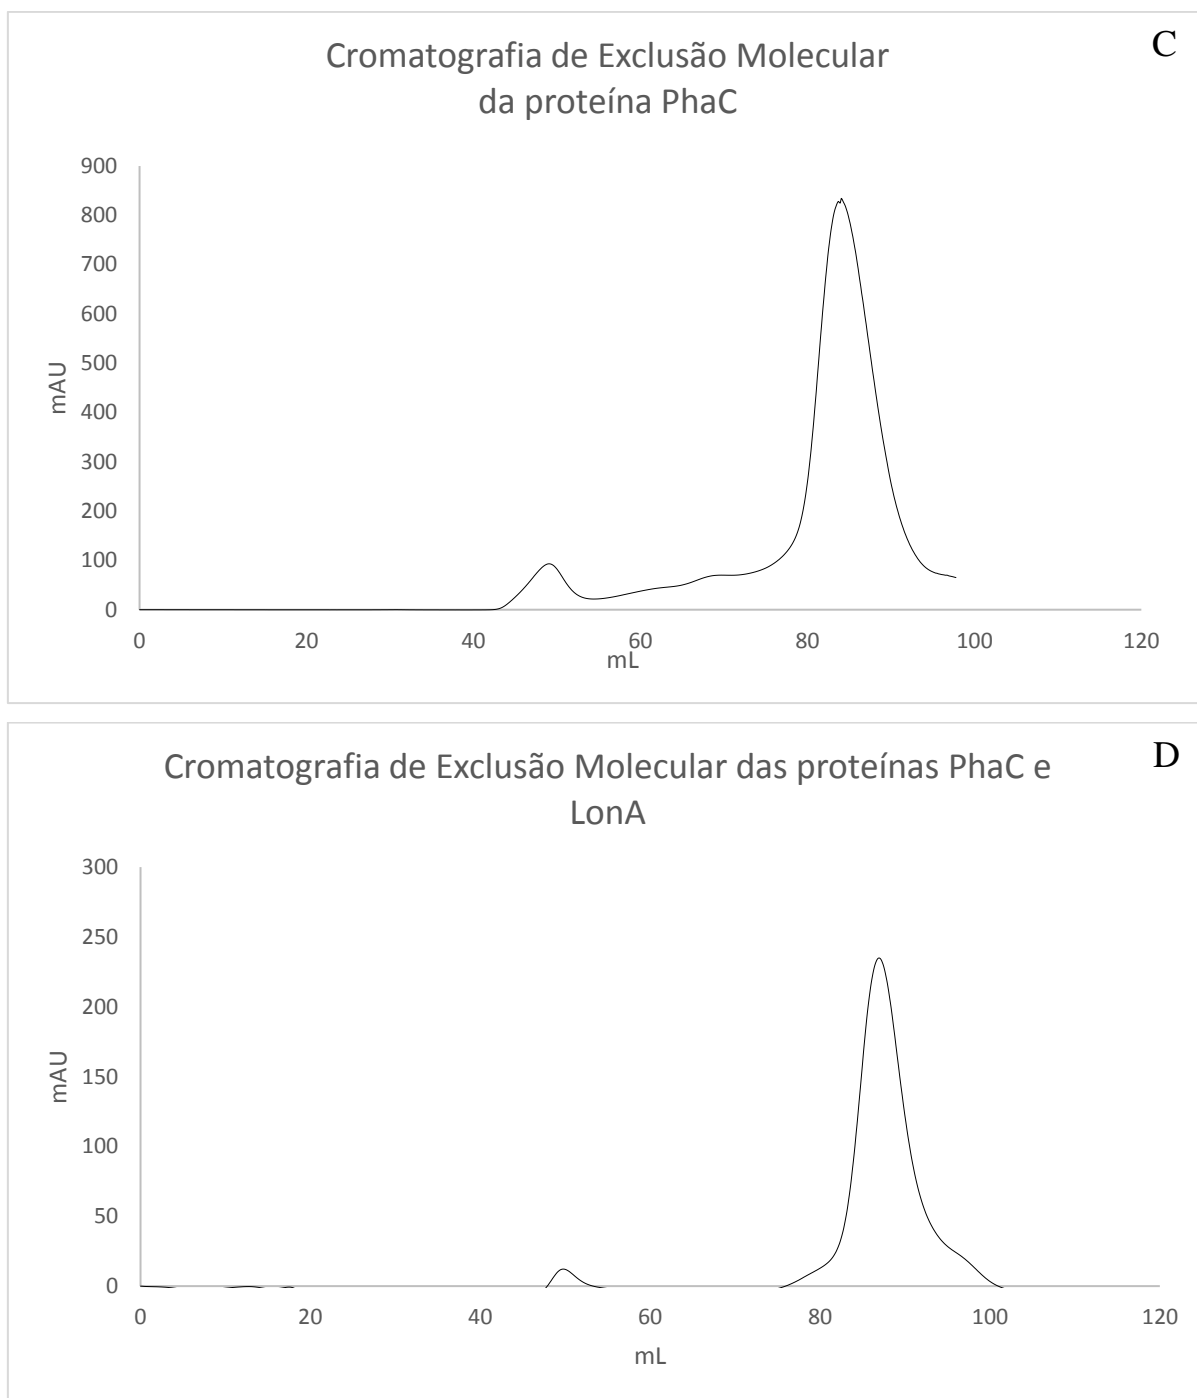 C
Cromatografia de Exclusão Molecular
da proteína PhaC
900
800
700
600
500
400
300
200
100
0
mAU
0 20 40 60 80 100 120
mL
D
Cromatografia de Exclusão Molecular das proteínas PhaC e
LonA
300
250
200
150
100
50
0
mAU
0 20 40 60 80 100 120
mL